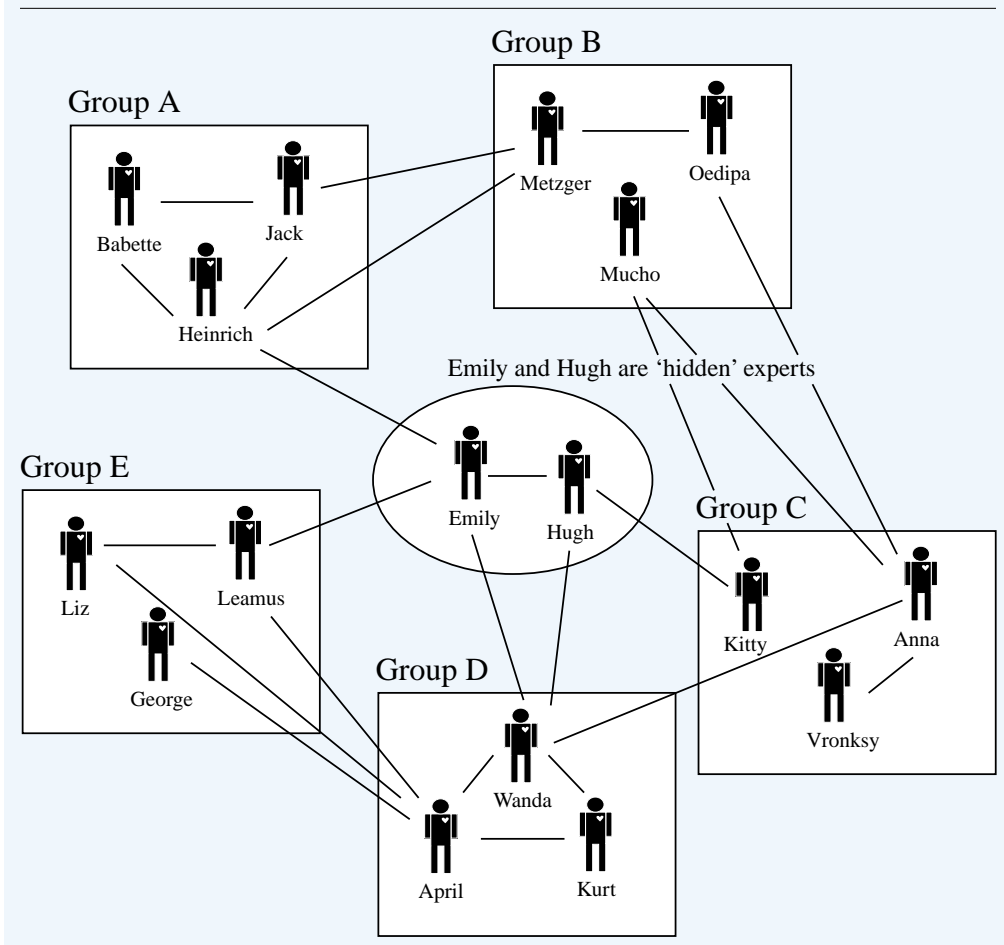 Group B
Group A
Metzger
Oedipa
Babette
Jack
Mucho
Heinrich
Emily and Hugh are ‘hidden’ experts
Group E
Emily
Hugh
Group C
Liz
Leamus
Kitty
Anna
George
Group D
Vronksy
Wanda
April
Kurt